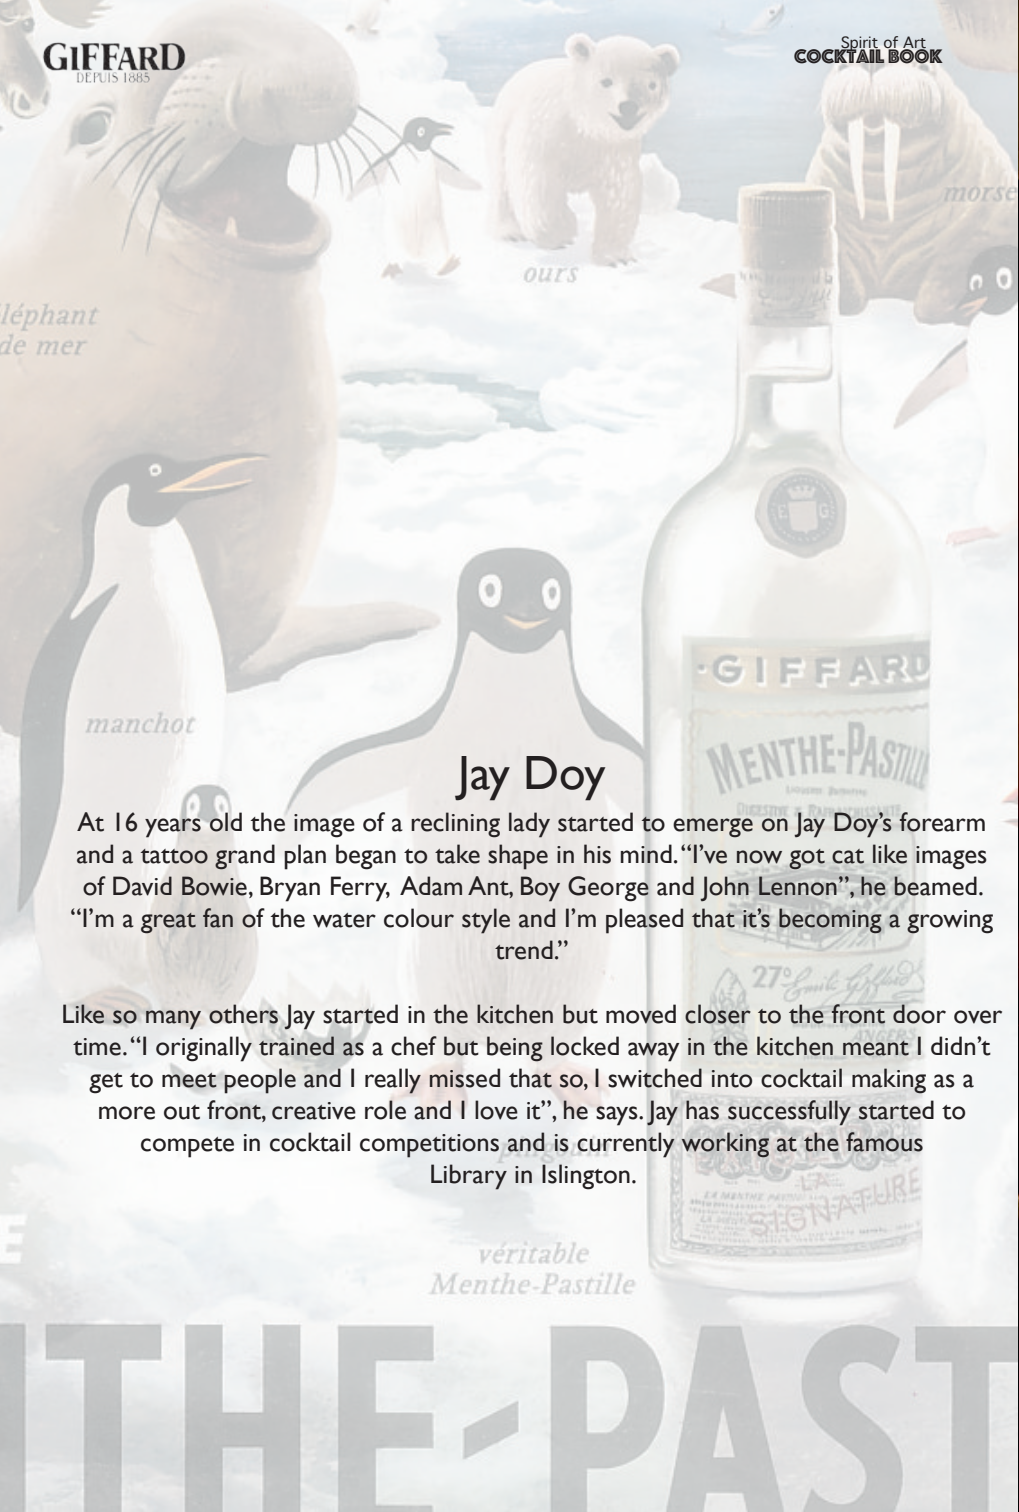 GIFFARD
DEPUIS 1885
Spirit of Art
COCKTAIL BOOK
morse
ours
léphant
de mer
E G
GIFFARD
manchot
MENTHE-PASTILLE
Jay Doy
At 16 years old the image of a reclining lady started to emerge on Jay Doy’s forearm
and a tattoo grand plan began to take shape in his mind. “I’ve now got cat like images
of David Bowie, Bryan Ferry, Adam Ant, Boy George and John Lennon”, he beamed.
“I’m a great fan of the water colour style and I’m pleased that it’s becoming a growing
trend.”
27°
Like so many others Jay started in the kitchen but moved closer to the front door over
time. “I originally trained as a chef but being locked away in the kitchen meant I didn’t
get to meet people and I really missed that so, I switched into cocktail making as a
more out front, creative role and I love it”, he says. Jay has successfully started to
compete in cocktail competitions and is currently working at the famous
pingouin
Library in Islington.
LA
SIGNATURE
E
véritable
Menthe-Pastille
NTHE-PAST